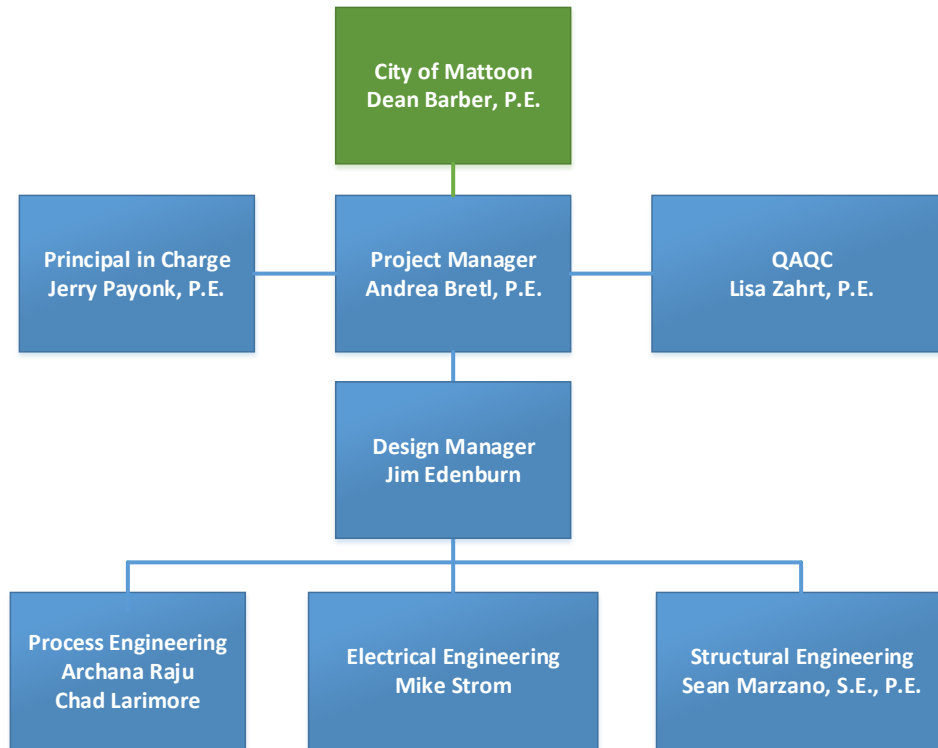 City of Mattoon
Dean Barber, P.E.
Principal in Charge
Jerry Payonk, P.E.
Project Manager
Andrea Bretl, P.E.
QAQC
Lisa Zahrt, P.E.
Design Manager
Jim Edenburn
Process Engineering
Archana Raju
Chad Larimore
Electrical Engineering
Mike Strom
Structural Engineering
Sean Marzano, S.E., P.E.